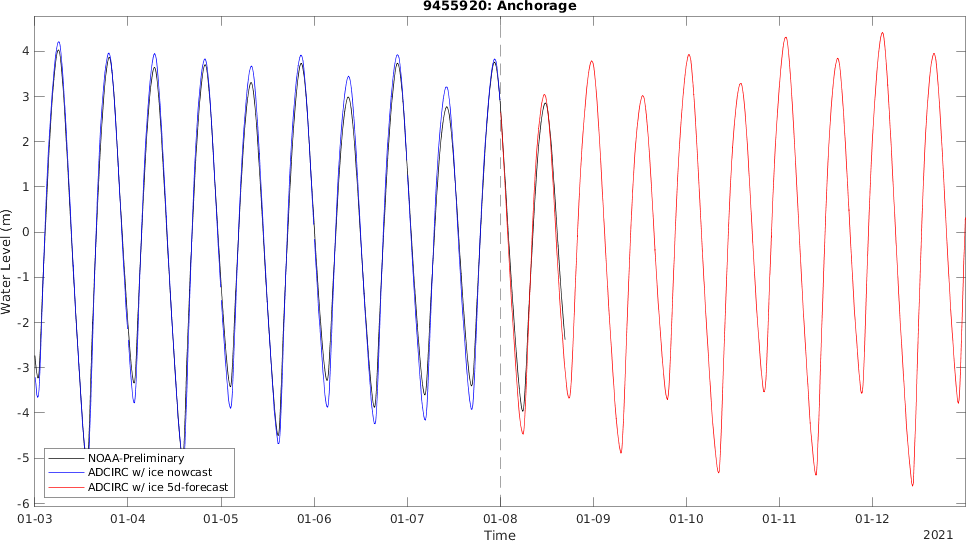 9455920: Anchorage
4
3
2
1
0
-1
-2
-3
-4
-5
-6
Water Level (m)
NOAA-Preliminary
ADCIRC w/ ice nowcast
ADCIRC w/ ice 5d-forecast
01-03 01-04 01-05 01-06 01-07 01-08 01-09 01-10 01-11 01-12
Time
2021